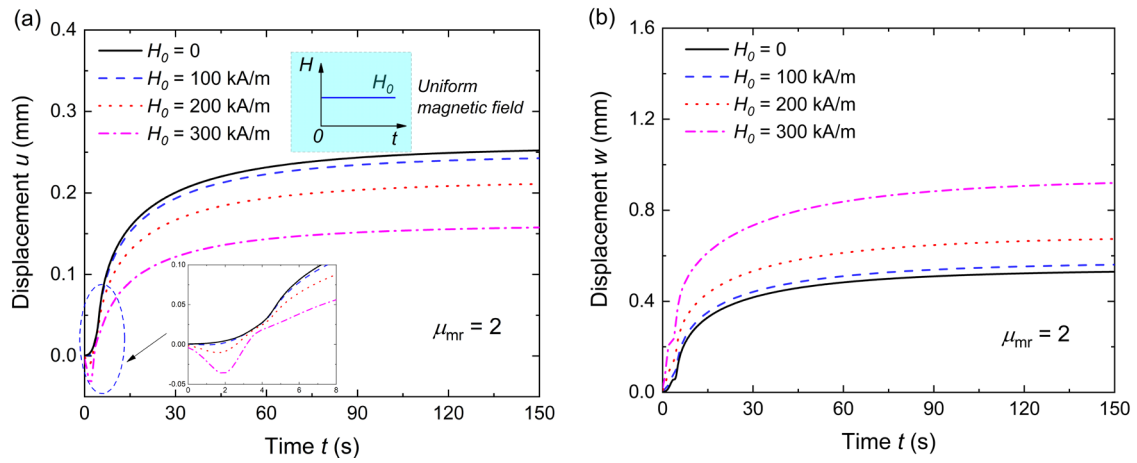 (a)
0.4
0.3
0.2
0.1
0.0
Displacement u (mm)
H₀ = 0
H₀ = 100 kA/m
H₀ = 200 kA/m
H₀ = 300 kA/m
H
H₀
0
t
Uniform
magnetic field
0.10
0.05
0.00
-0.05
0 2 4 6 8
μmr = 2
0 30 60 90 120 150
Time t (s)
(b)
1.6
1.2
0.8
0.4
0.0
Displacement w (mm)
H₀ = 0
H₀ = 100 kA/m
H₀ = 200 kA/m
H₀ = 300 kA/m
μmr = 2
0 30 60 90 120 150
Time t (s)